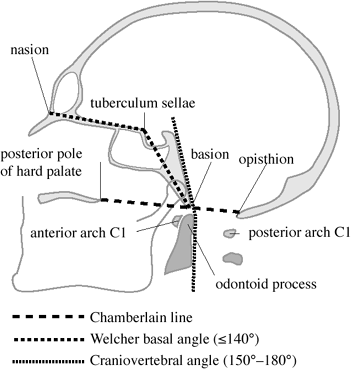 nasion
tuberculum sellae
basion
opisthion
posterior pole
of hard palate
anterior arch C1
posterior arch C1
odontoid process
Chamberlain line
Welcher basal angle (≤140°)
Craniovertebral angle (150°–180°)